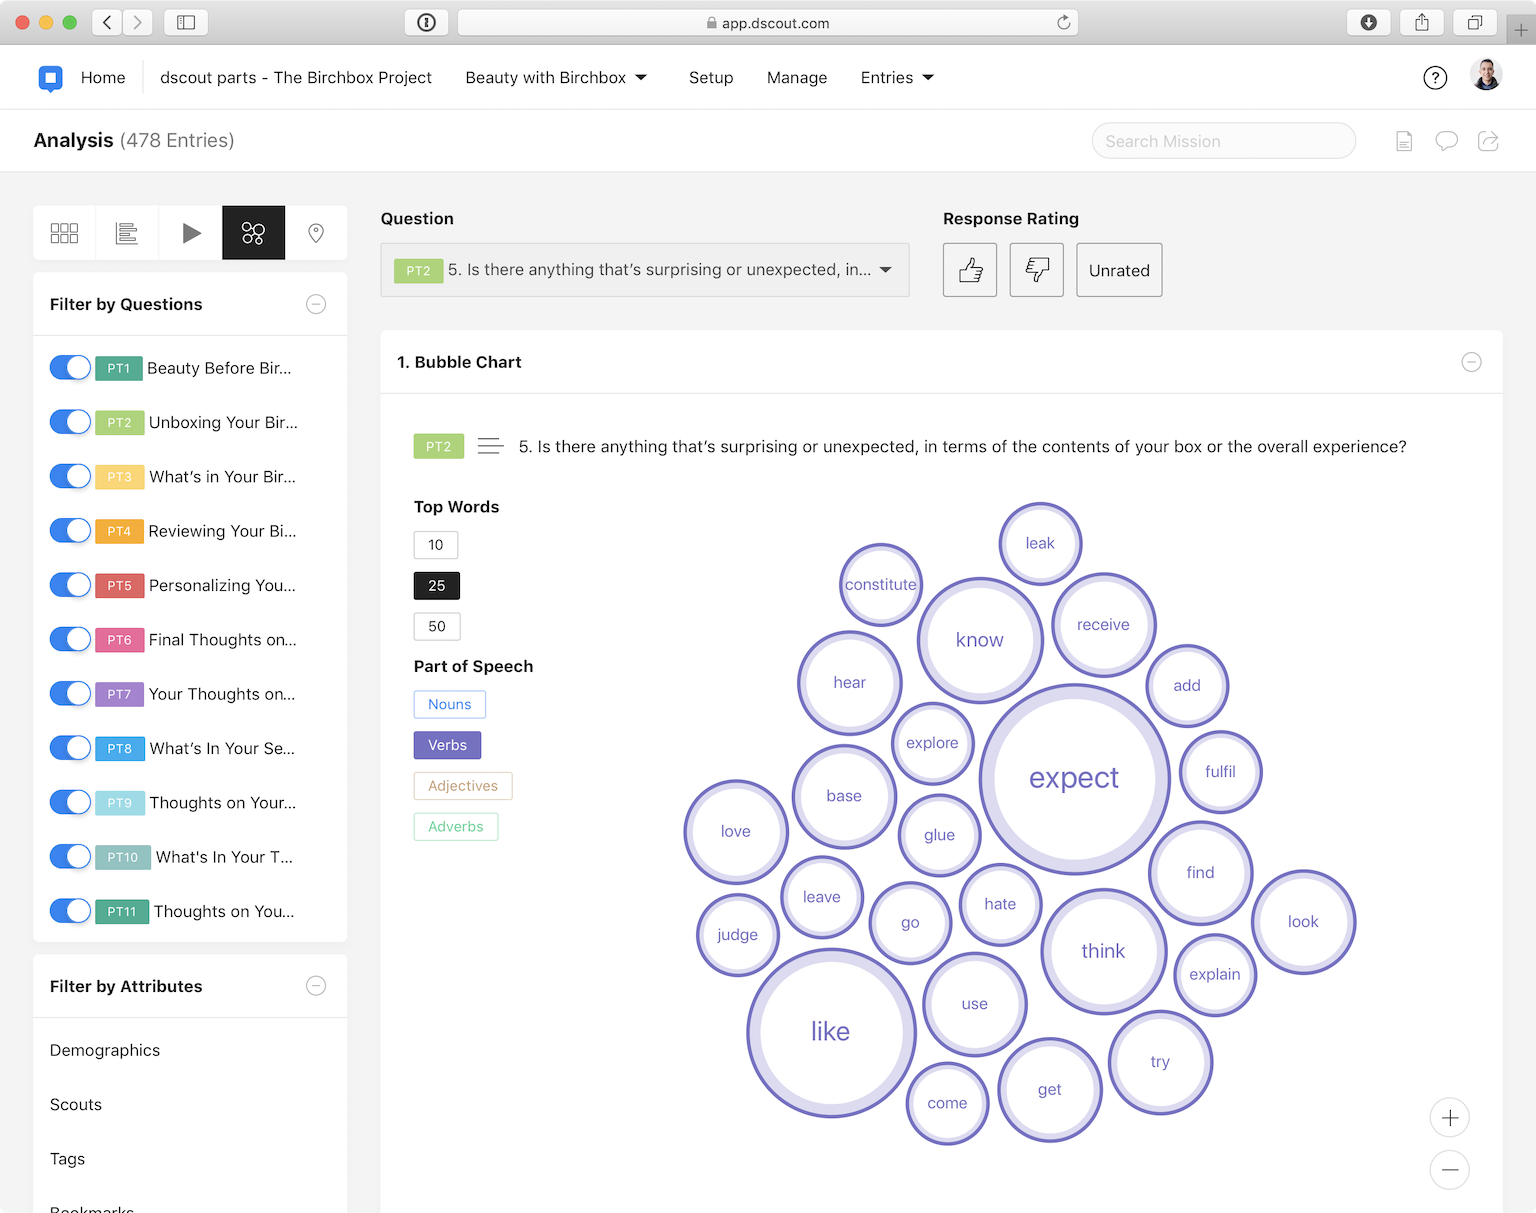 app.dscout.com
Home
dscout parts - The Birchbox Project
Beauty with Birchbox
Setup
Manage
Entries
?
Analysis (478 Entries)
Search Mission
Question
PT2 5. Is there anything that’s surprising or unexpected, in...
Response Rating
Unrated
Filter by Questions
PT1 Beauty Before Bir...
PT2 Unboxing Your Bir...
PT3 What’s in Your Bir...
PT4 Reviewing Your Bi...
PT5 Personalizing You...
PT6 Final Thoughts on...
PT7 Your Thoughts on...
PT8 What’s In Your Se...
PT9 Thoughts on Your...
PT10 What's In Your T...
PT11 Thoughts on You...
Filter by Attributes
Demographics
Scouts
Tags
Bookmarks
1. Bubble Chart
PT2 5. Is there anything that’s surprising or unexpected, in terms of the contents of your box or the overall experience?
Top Words
10
25
50
Part of Speech
Nouns
Verbs
Adjectives
Adverbs
leak
constitute
receive
know
hear
add
explore
fulfil
expect
base
love
glue
find
leave
hate
look
go
judge
think
explain
use
like
try
get
come